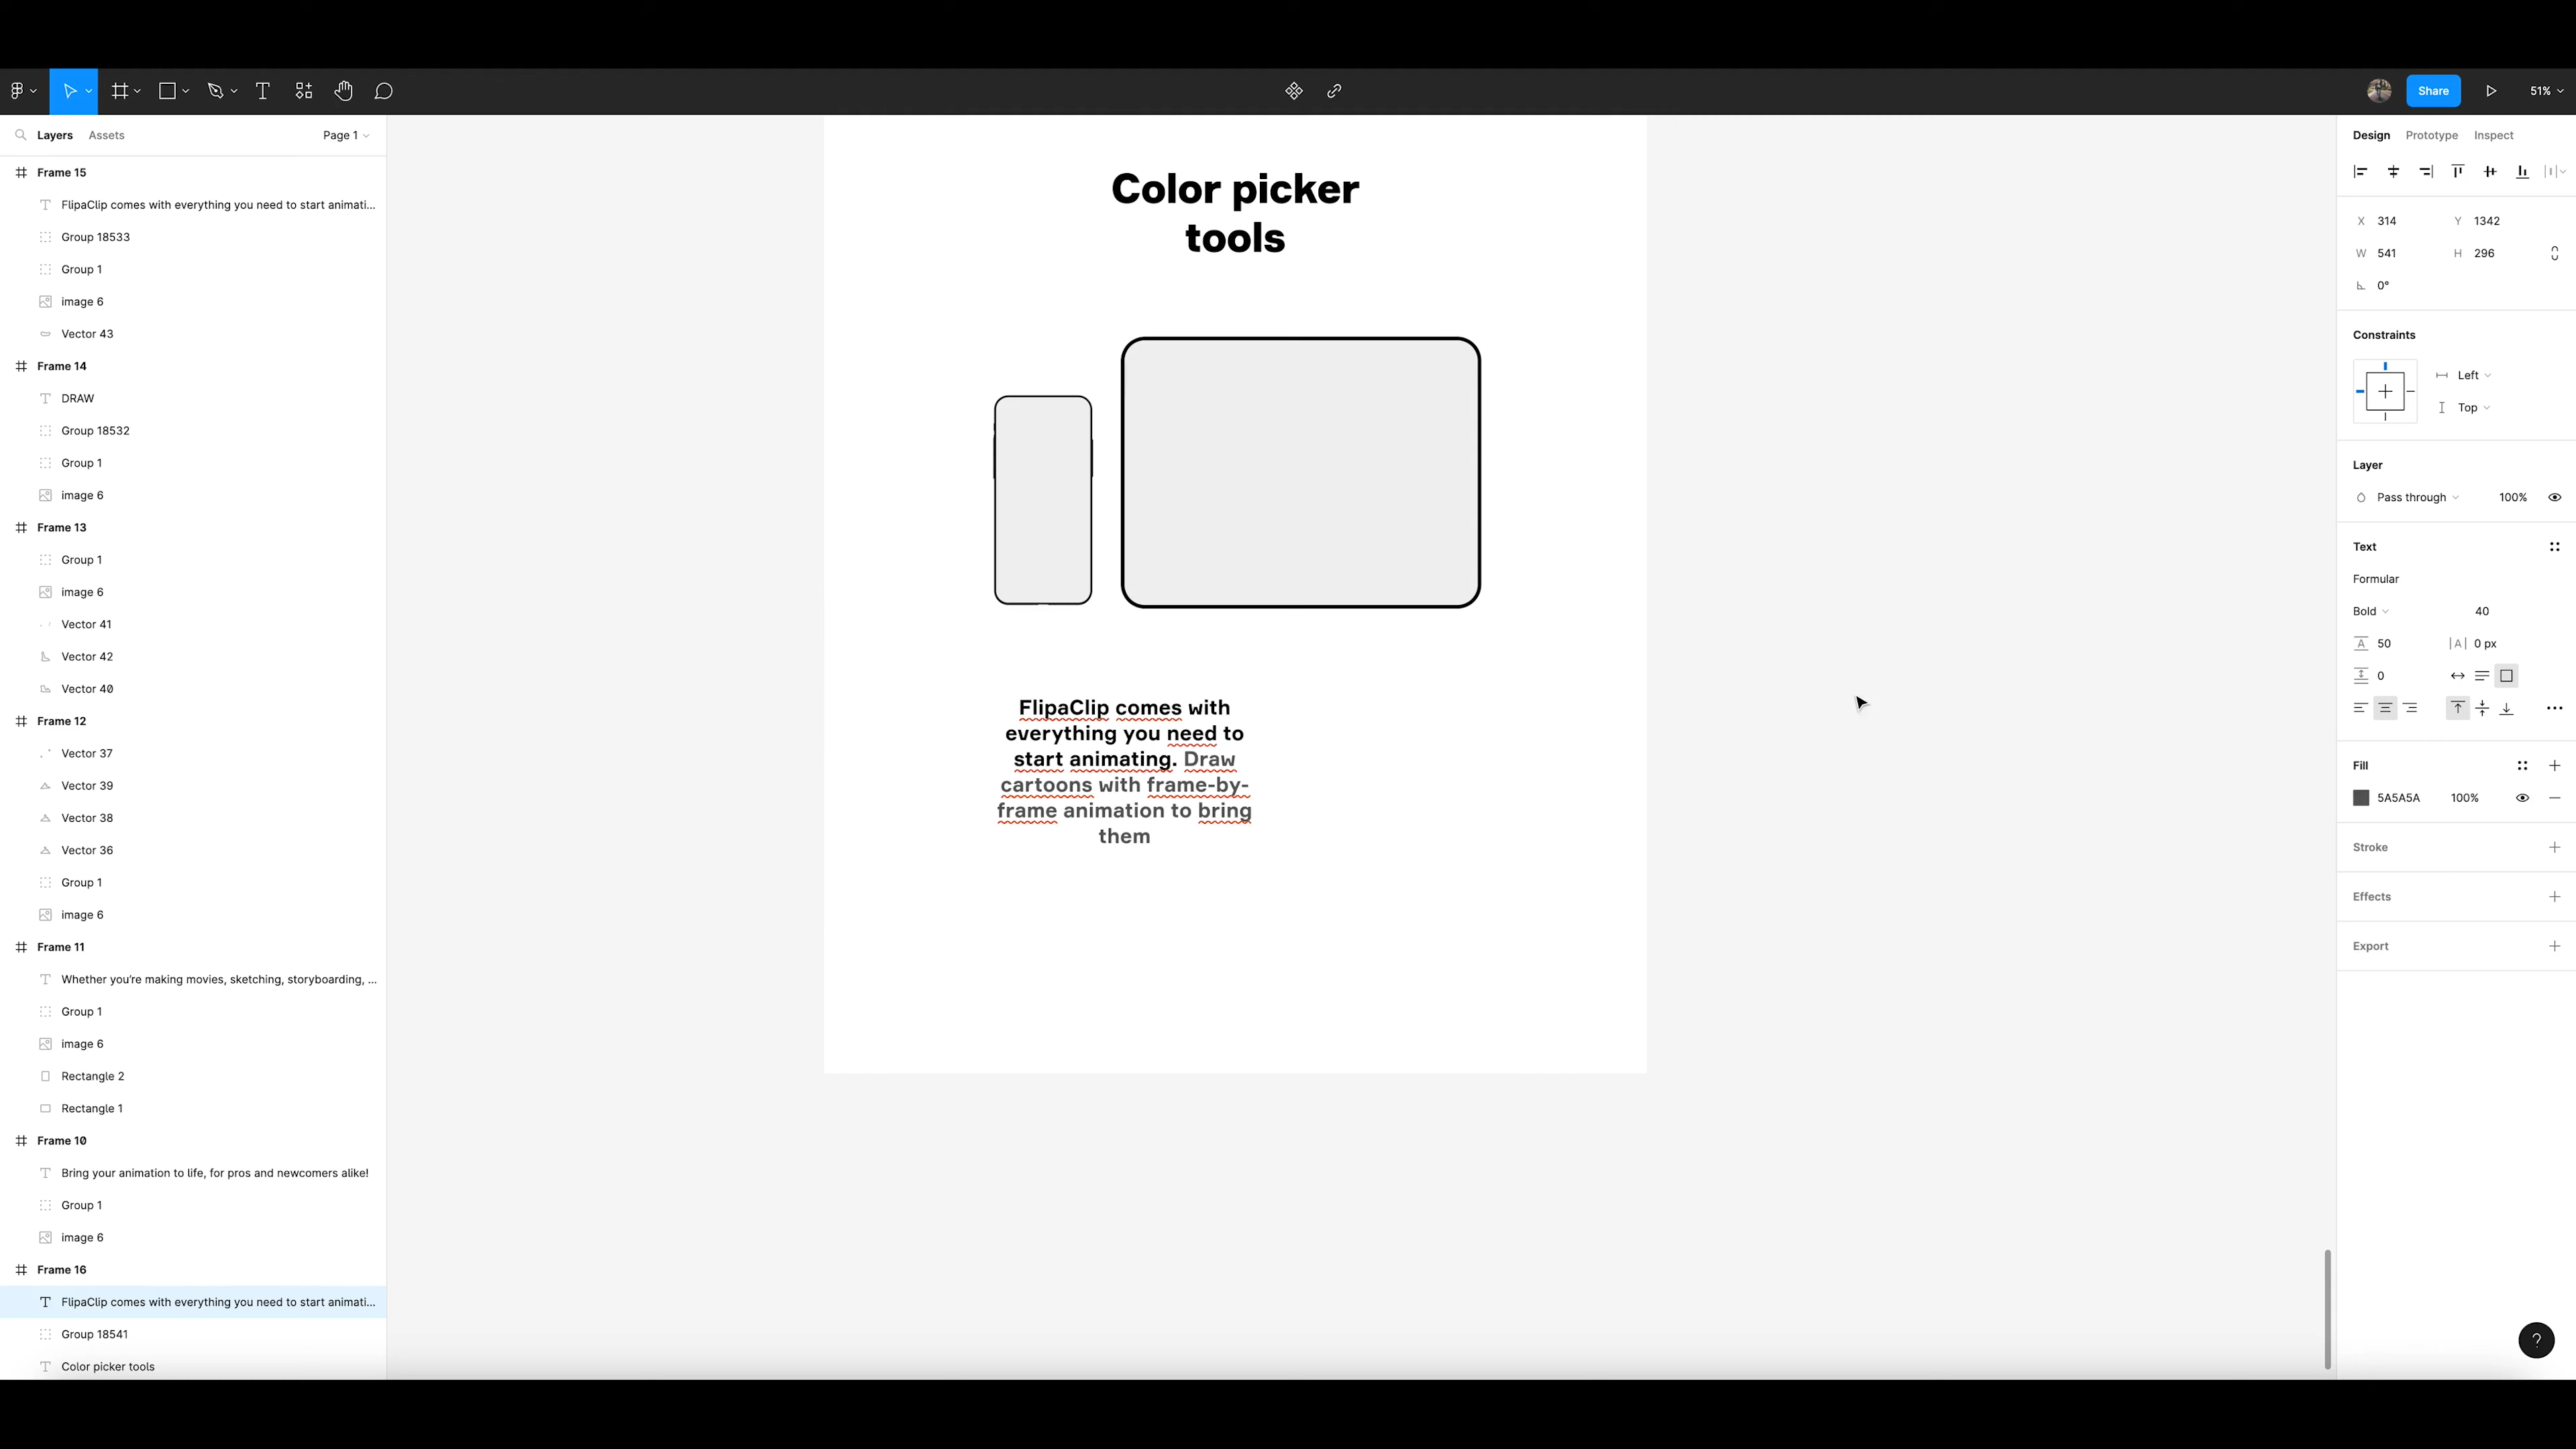 Share
51%
Layers
Assets
Page 1
Frame 15
FlipaClip comes with everything you need to start animati...
Group 18533
Group 1
image 6
Vector 43
Frame 14
DRAW
Group 18532
Group 1
image 6
Frame 13
Group 1
image 6
Vector 41
Vector 42
Vector 40
Frame 12
Vector 37
Vector 39
Vector 38
Vector 36
Group 1
image 6
Frame 11
Whether you're making movies, sketching, storyboarding, ...
Group 1
image 6
Rectangle 2
Rectangle 1
Frame 10
Bring your animation to life, for pros and newcomers alike!
Group 1
image 6
Frame 16
FlipaClip comes with everything you need to start animati...
Group 18541
Color picker tools
Color picker
tools
FlipaClip comes with
everything you need to
start animating. Draw
cartoons with frame-by-
frame animation to bring
them
Design
Prototype
Inspect
X 314
Y 1342
W 541
H 296
0°
Constraints
Left
Top
Layer
Pass through
100%
Text
Formular
Bold
40
A 50
|A| 0 px
0
Fill
5A5A5A
100%
Stroke
Effects
Export
?